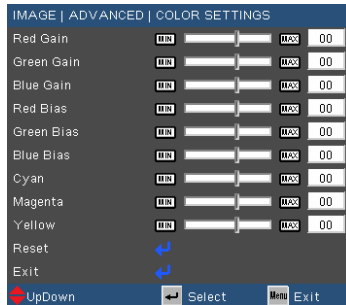 IMAGE | ADVANCED | COLOR SETTINGS
Red Gain MIN MAX 00
Green Gain MIN MAX 00
Blue Gain MIN MAX 00
Red Bias MIN MAX 00
Green Bias MIN MAX 00
Blue Bias MIN MAX 00
Cyan MIN MAX 00
Magenta MIN MAX 00
Yellow MIN MAX 00
Reset
Exit
UpDown Select Menu Exit